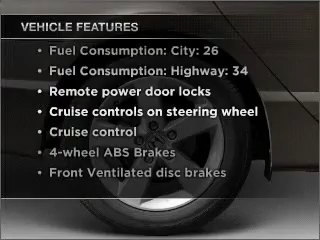 VEHICLE FEATURES
• Fuel Consumption: City: 26
• Fuel Consumption: Highway: 34
• Remote power door locks
• Cruise controls on steering wheel
• Cruise control
• 4-wheel ABS Brakes
• Front Ventilated disc brakes